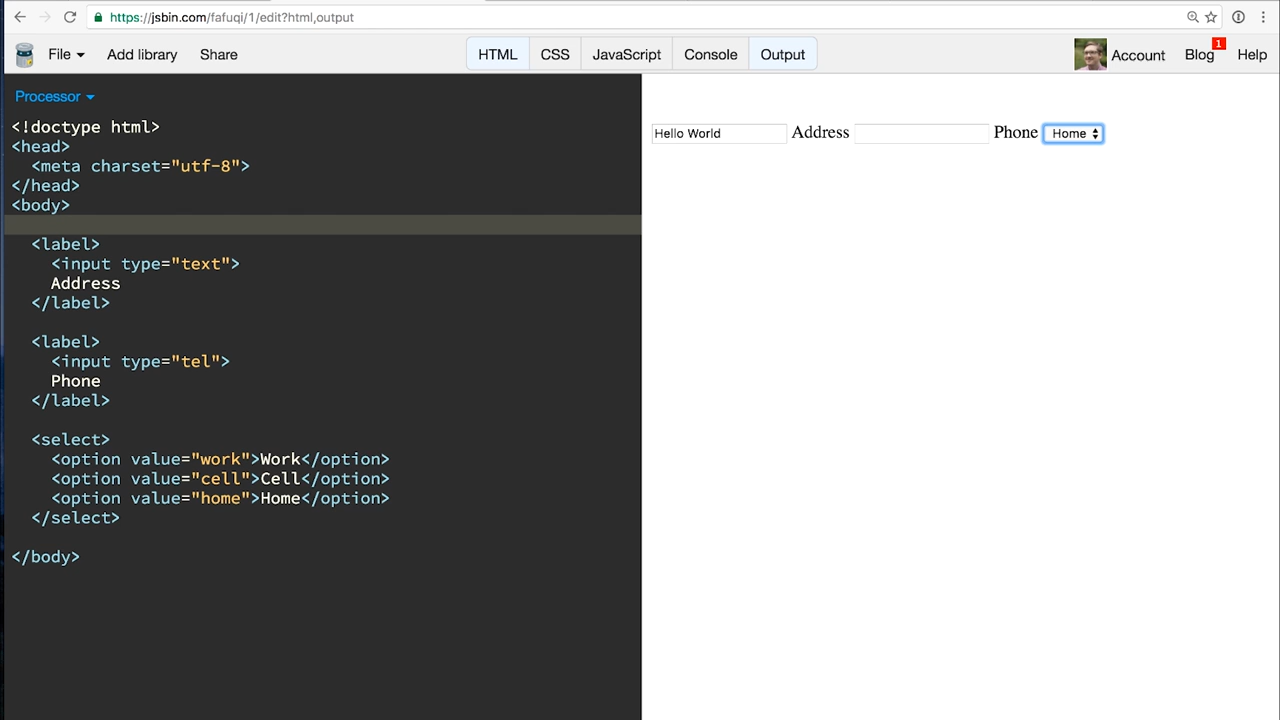 https://jsbin.com/fafuqi/1/edit?html,output
File Add library Share HTML CSS JavaScript Console Output Account Blog 1 Help
Processor
<!doctype html>
<head>
<meta charset="utf-8">
</head>
<body>
<label>
<input type="text">
Address
</label>
<label>
<input type="tel">
Phone
</label>
<select>
<option value="work">Work</option>
<option value="cell">Cell</option>
<option value="home">Home</option>
</select>
</body>
Hello World Address Phone Home